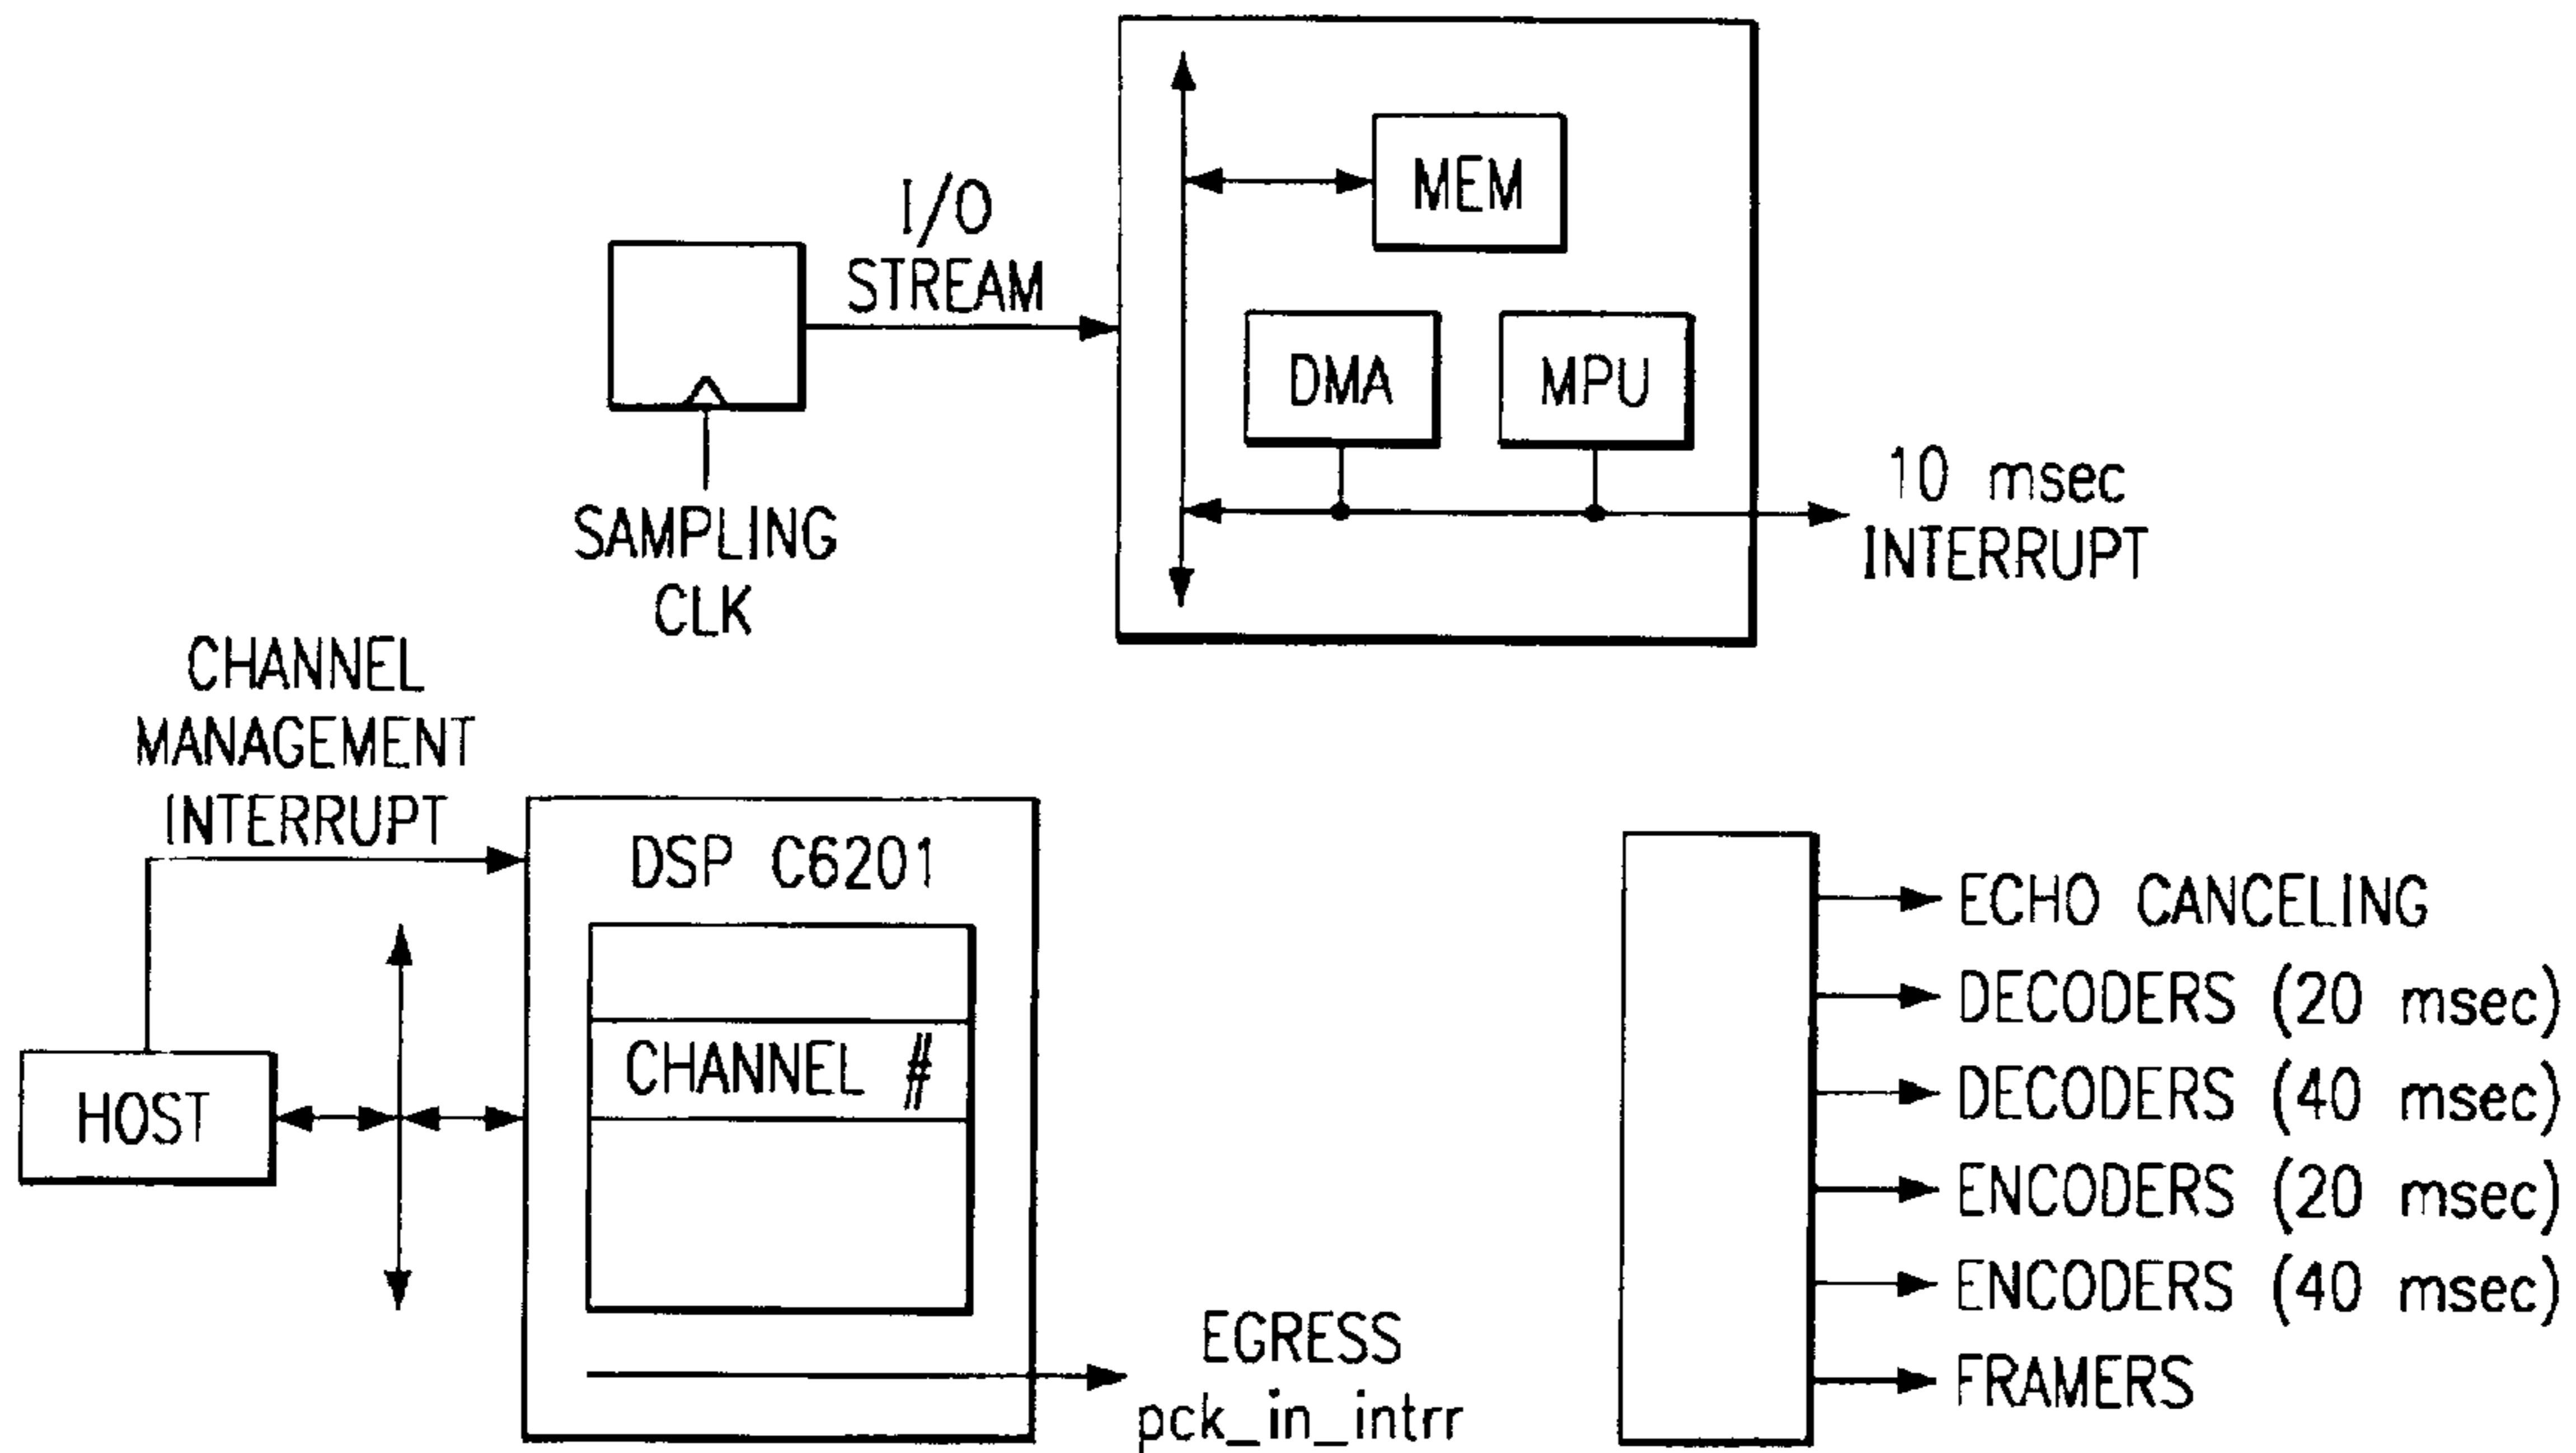 I/O
STREAM
MEM
DMA
MPU
SAMPLING
CLK
10 msec
INTERRUPT
CHANNEL
MANAGEMENT
INTERRUPT
DSP C6201
CHANNEL #
HOST
EGRESS
pck_in_intrr
ECHO CANCELING
DECODERS (20 msec)
DECODERS (40 msec)
ENCODERS (20 msec)
ENCODERS (40 msec)
FRAMERS